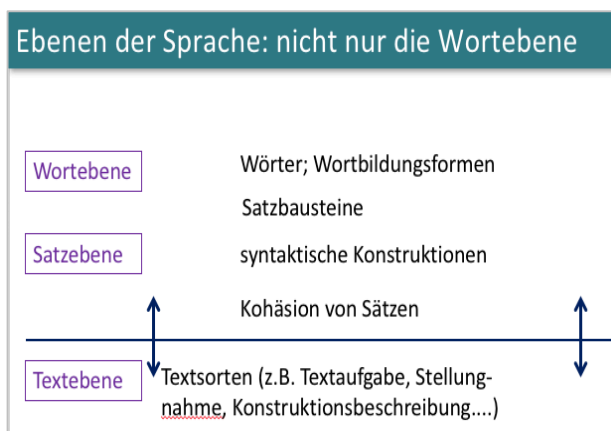 Ebenen der Sprache: nicht nur die Wortebene
Wortebene
Wörter; Wortbildungsformen
Satzbausteine
Satzebene
syntaktische Konstruktionen
Kohäsion von Sätzen
Textebene
Textsorten (z.B. Textaufgabe, Stellung-
nahme, Konstruktionsbeschreibung....)